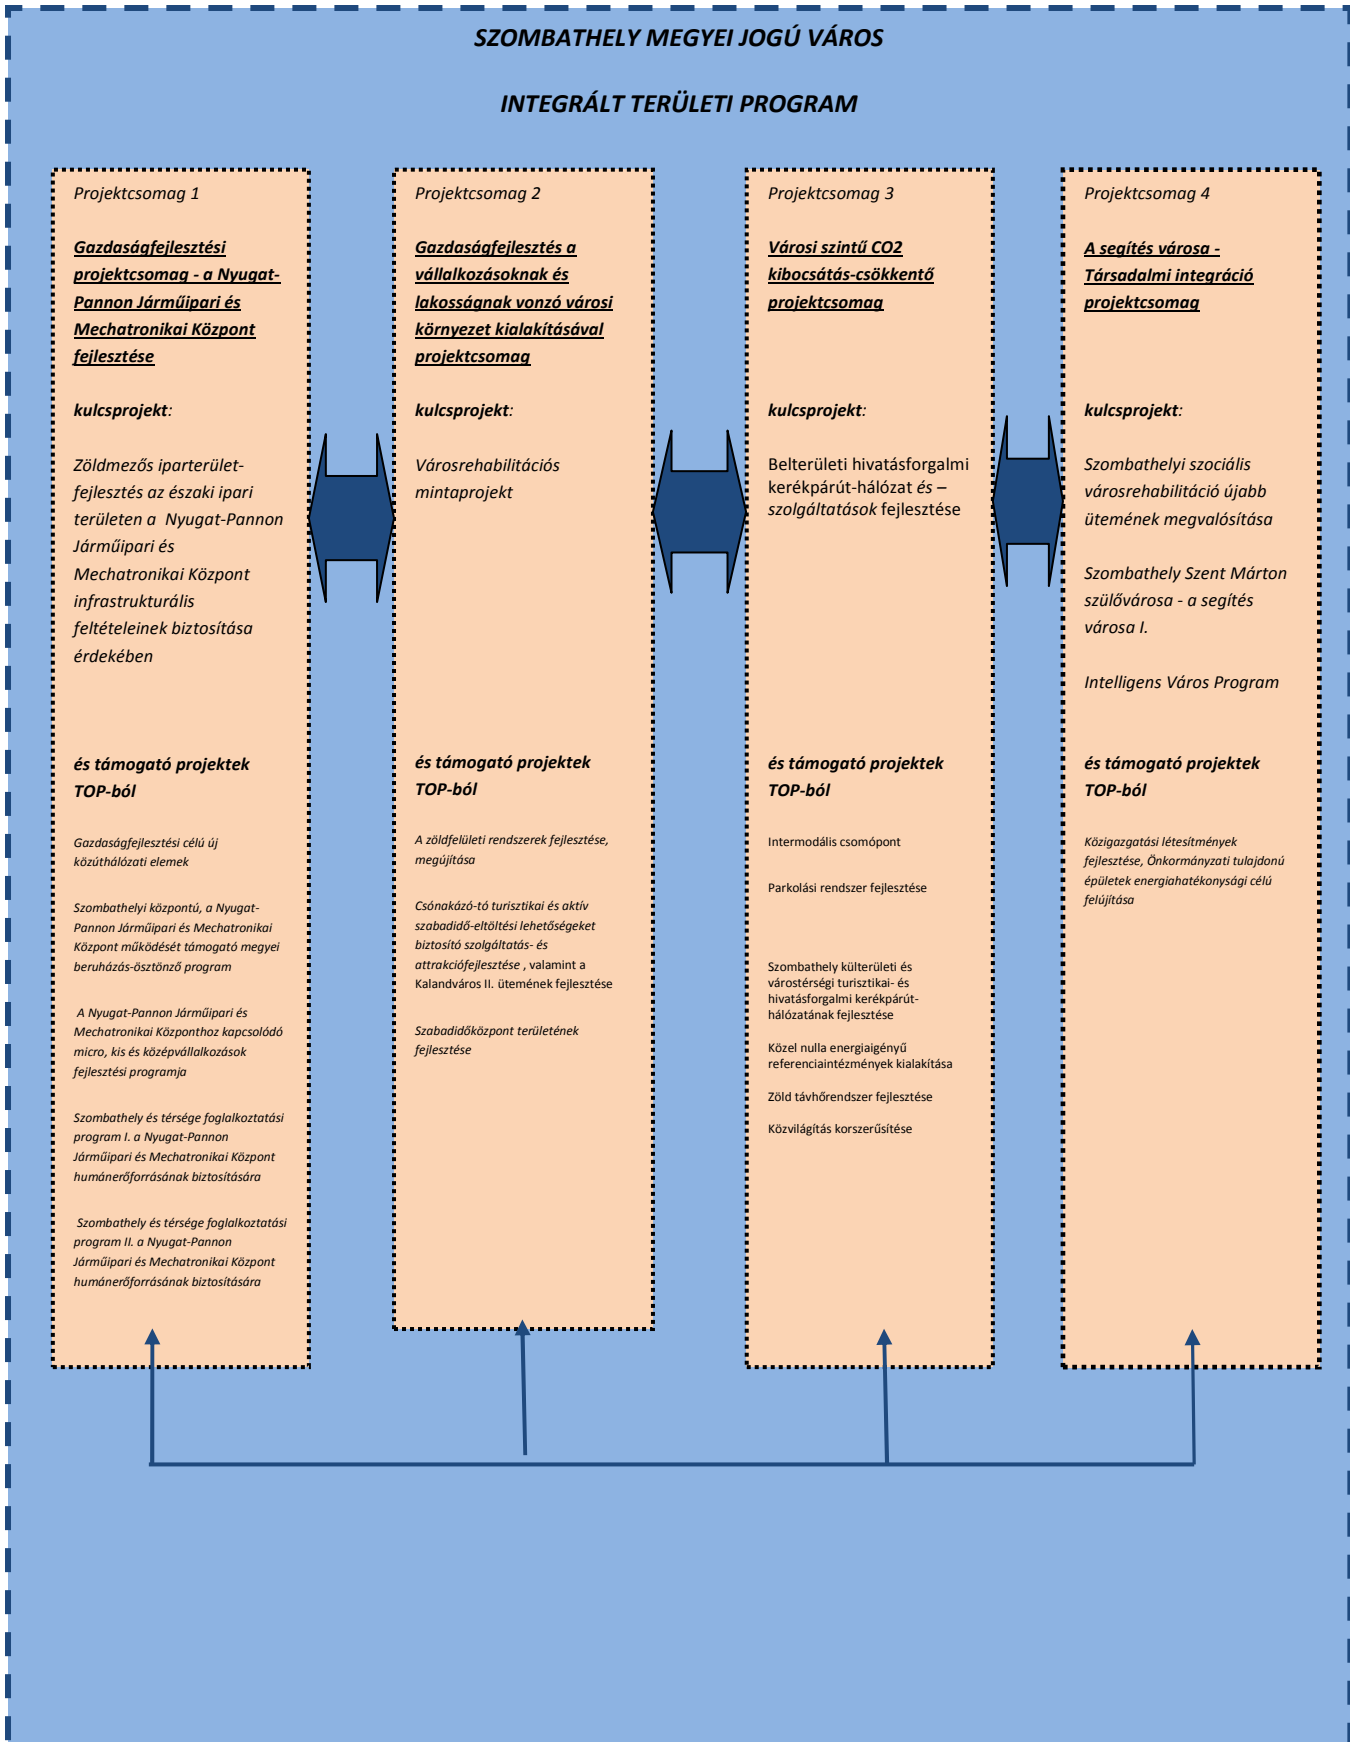 SZOMBATHELY MEGYEI JOGÚ VÁROS
INTEGRÁLT TERÜLETI PROGRAM
Projektcsomag 1
Gazdaságfejlesztési
projektcsomag - a Nyugat-
Pannon Járműipari és
Mechatronikai Központ
fejlesztése
kulcsprojekt:
Zöldmezős iparterület-
fejlesztés az északi ipari
területen a Nyugat-Pannon
Járműipari és
Mechatronikai Központ
infrastrukturális
feltételeinek biztosítása
érdekében
és támogató projektek
TOP-ból
Gazdaságfejlesztési célú új
közúthálózati elemek
Szombathelyi központú, a Nyugat-
Pannon Járműipari és Mechatronikai
Központ működését támogató megyei
beruházás-ösztönző program
A Nyugat-Pannon Járműipari és
Mechatronikai Központhoz kapcsolódó
micro, kis és középvállalkozások
fejlesztési programja
Szombathely és térsége foglalkoztatási
program I. a Nyugat-Pannon
Járműipari és Mechatronikai Központ
humánerőforrásának biztosítására
Szombathely és térsége foglalkoztatási
program II. a Nyugat-Pannon
Járműipari és Mechatronikai Központ
humánerőforrásának biztosítására
Projektcsomag 2
Gazdaságfejlesztés a
vállalkozásoknak és
lakosságnak vonzó városi
környezet kialakításával
projektcsomag
kulcsprojekt:
Városrehabilitációs
mintaprojekt
és támogató projektek
TOP-ból
A zöldfelületi rendszerek fejlesztése,
megújítása
Csónakázó-tó turisztikai és aktív
szabadidő-eltöltési lehetőségeket
biztosító szolgáltatás- és
attrakciófejlesztése , valamint a
Kalandváros II. ütemének fejlesztése
Szabadidőközpont területének
fejlesztése
Projektcsomag 3
Városi szintű CO2
kibocsátás-csökkentő
projektcsomag
kulcsprojekt:
Belterületi hivatásforgalmi
kerékpárút-hálózat és –
szolgáltatások fejlesztése
és támogató projektek
TOP-ból
Intermodális csomópont
Parkolási rendszer fejlesztése
Szombathely külterületi és
várostérségi turisztikai- és
hivatásforgalmi kerékpárút-
hálózatának fejlesztése
Közel nulla energiaigényű
referenciaintézmények kialakítása
Zöld távhőrendszer fejlesztése
Közvilágítás korszerűsítése
Projektcsomag 4
A segítés városa -
Társadalmi integráció
projektcsomag
kulcsprojekt:
Szombathelyi szociális
városrehabilitáció újabb
ütemének megvalósítása
Szombathely Szent Márton
szülővárosa - a segítés
városa I.
Intelligens Város Program
és támogató projektek
TOP-ból
Közigazgatási létesítmények
fejlesztése, Önkormányzati tulajdonú
épületek energiahatékonysági célú
felújítása